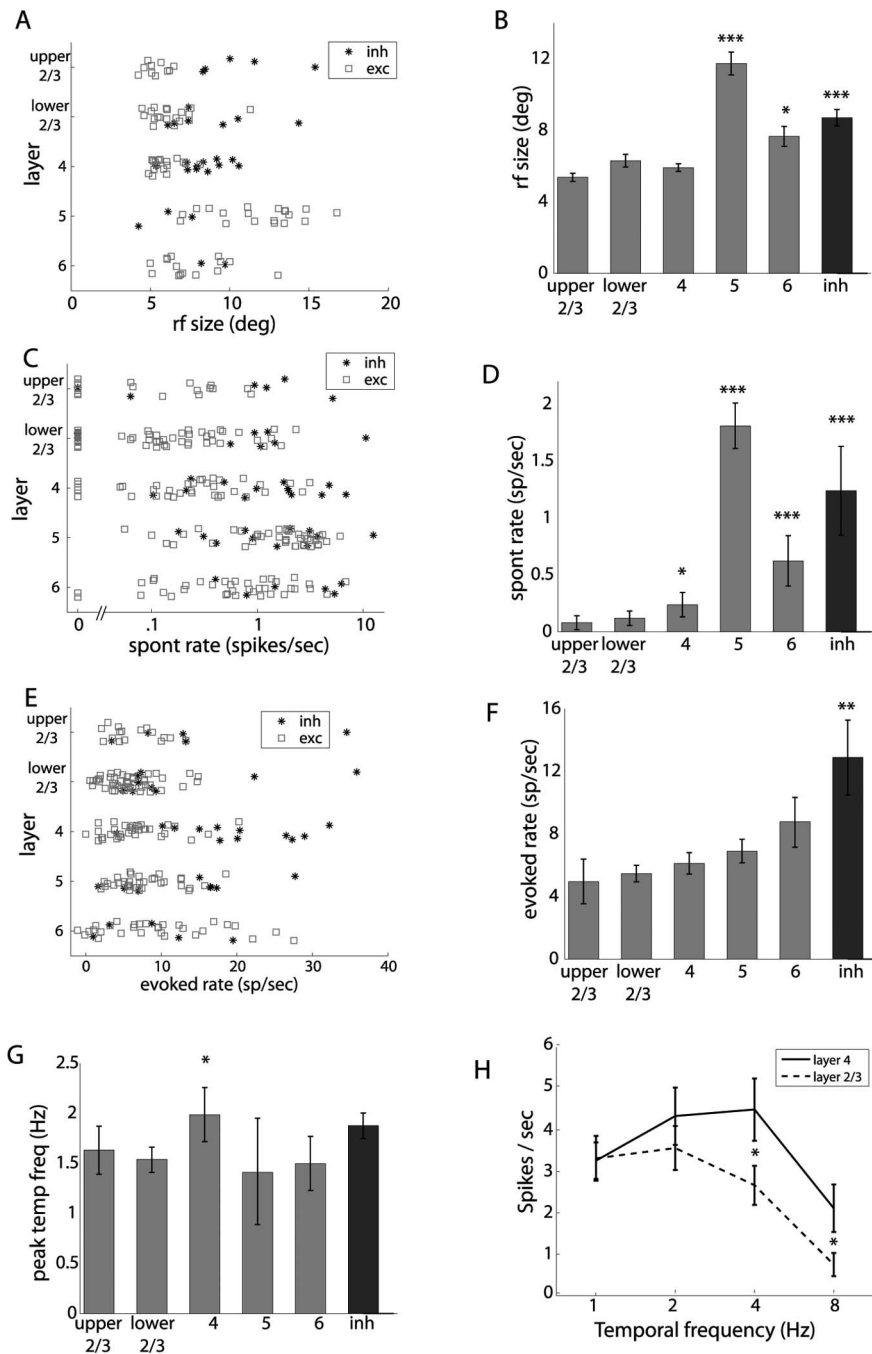 A
upper
2/3
lower
2/3
4
5
6
layer
inh
exc
0 5 10 15 20
rf size (deg)
B
rf size (deg)
12
8
4
0
***
*
***
upper
2/3
lower
2/3
4 5 6 inh
C
upper
2/3
lower
2/3
4
5
6
layer
inh
exc
0 // .1 1 10
spont rate (spikes/sec)
D
spont rate (sp/sec)
2
1.5
1
0.5
0
*
***
***
***
upper
2/3
lower
2/3
4 5 6 inh
E
upper
2/3
lower
2/3
4
5
6
layer
inh
exc
0 10 20 30 40
evoked rate (sp/sec)
F
evoked rate (sp/sec)
16
12
8
4
0
**
upper
2/3
lower
2/3
4 5 6 inh
G
peak temp freq (Hz)
2.5
2
1.5
1
0.5
0
*
upper
2/3
lower
2/3
4 5 6 inh
H
layer 4
layer 2/3
Spikes / sec
6
5
4
3
2
1
0
*
*
1 2 4 8
Temporal frequency (Hz)